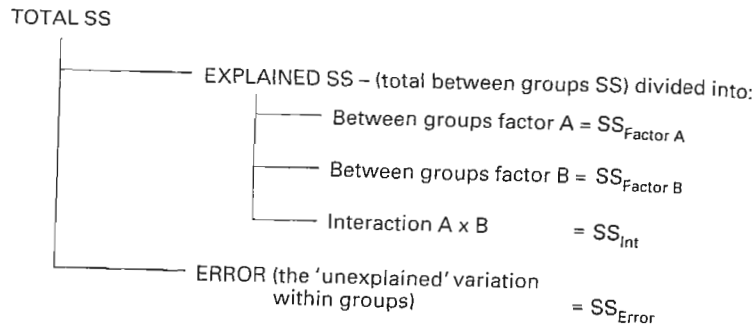 TOTAL SS
EXPLAINED SS – (total between groups SS) divided into:
Between groups factor A = SS_Factor A
Between groups factor B = SS_Factor B
Interaction A x B = SS_Int
ERROR (the 'unexplained' variation
within groups) = SS_Error